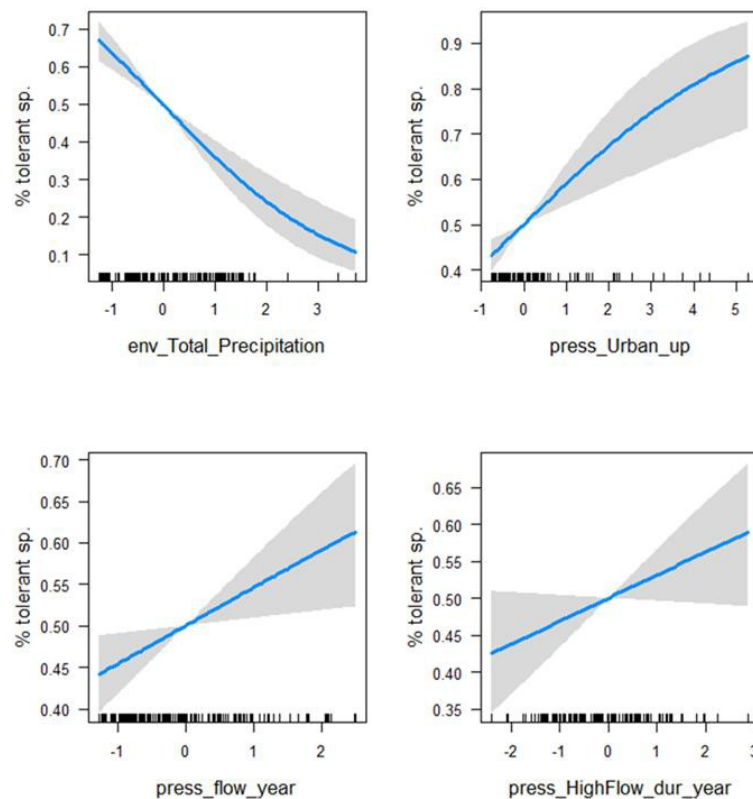 % tolerant sp.
0.7
0.6
0.5
0.4
0.3
0.2
0.1
-1 0 1 2 3
env_Total_Precipitation
% tolerant sp.
0.9
0.8
0.7
0.6
0.5
0.4
-1 0 1 2 3 4 5
press_Urban_up
% tolerant sp.
0.70
0.65
0.60
0.55
0.50
0.45
0.40
-1 0 1 2
press_flow_year
% tolerant sp.
0.65
0.60
0.55
0.50
0.45
0.40
0.35
-2 -1 0 1 2 3
press_HighFlow_dur_year